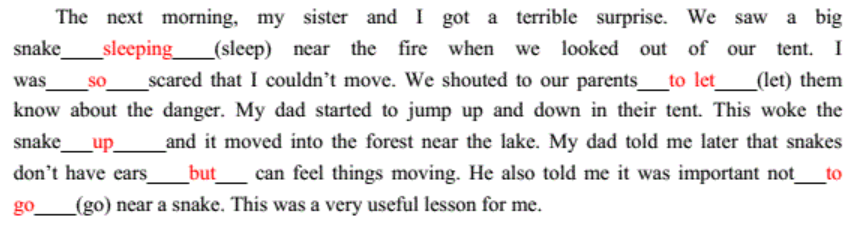 The next morning, my sister and I got a terrible surprise. We saw a big
snake____sleeping____(sleep) near the fire when we looked out of our tent. I
was____so____scared that I couldn't move. We shouted to our parents___to let____(let) them
know about the danger. My dad started to jump up and down in their tent. This woke the
snake___up_____and it moved into the forest near the lake. My dad told me later that snakes
don't have ears____but___ can feel things moving. He also told me it was important not___to
go____(go) near a snake. This was a very useful lesson for me.